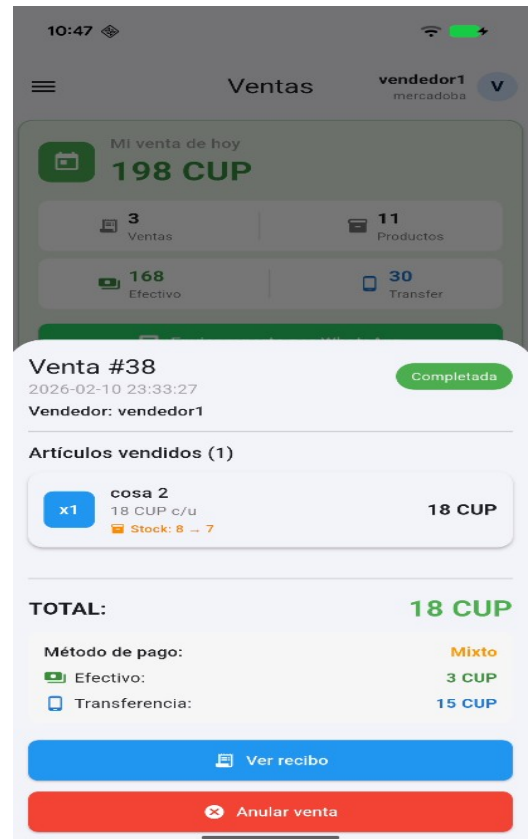 10:47
Ventas
vendedor1
mercadoba
V
Mi venta de hoy
198 CUP
3
Ventas
11
Productos
168
Efectivo
30
Transfer
Venta #38
Completada
2026-02-10 23:33:27
Vendedor: vendedor1
Artículos vendidos (1)
x1
cosa 2
18 CUP c/u
Stock: 8 → 7
18 CUP
TOTAL:
18 CUP
Método de pago:
Mixto
Efectivo:
3 CUP
Transferencia:
15 CUP
Ver recibo
Anular venta